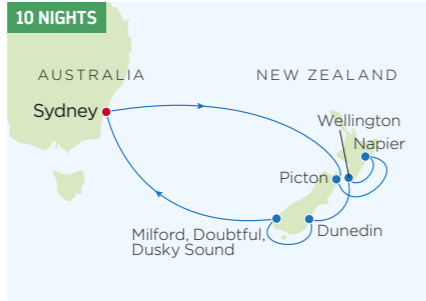 10 NIGHTS
AUSTRALIA
NEW ZEALAND
Sydney
Wellington
Napier
Picton
Milford, Doubtful,
Dusky Sound
Dunedin